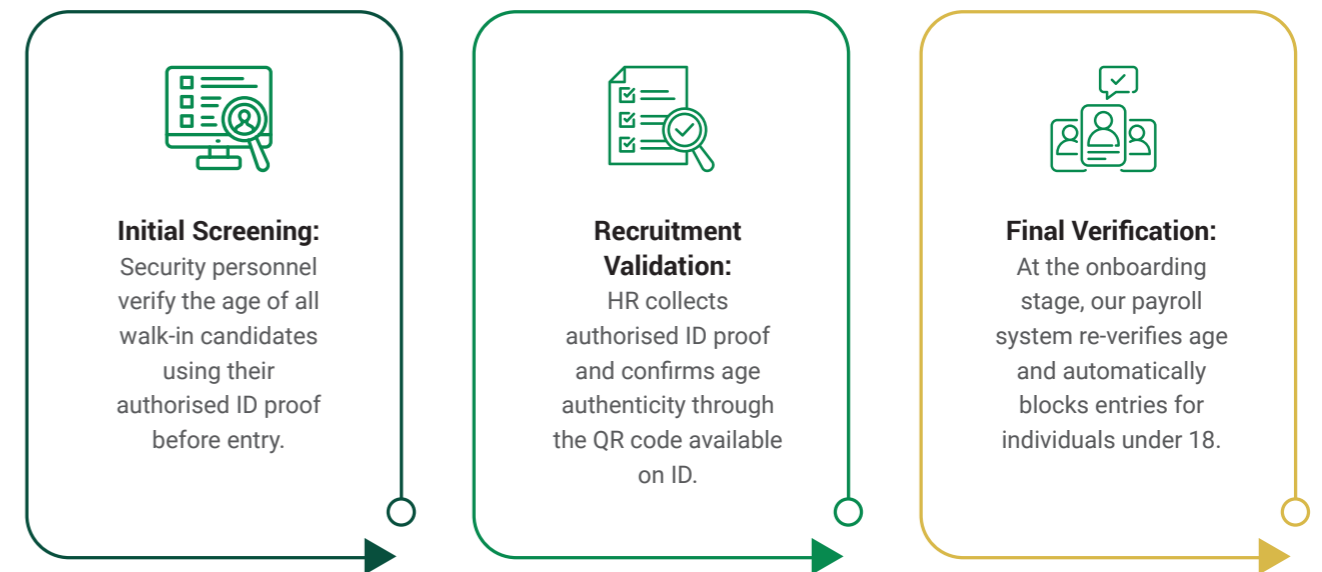 Initial Screening:
Security personnel
verify the age of all
walk-in candidates
using their
authorised ID proof
before entry.
Recruitment
Validation:
HR collects
authorised ID proof
and confirms age
authenticity through
the QR code available
on ID.
Final Verification:
At the onboarding
stage, our payroll
system re-verifies age
and automatically
blocks entries for
individuals under 18.